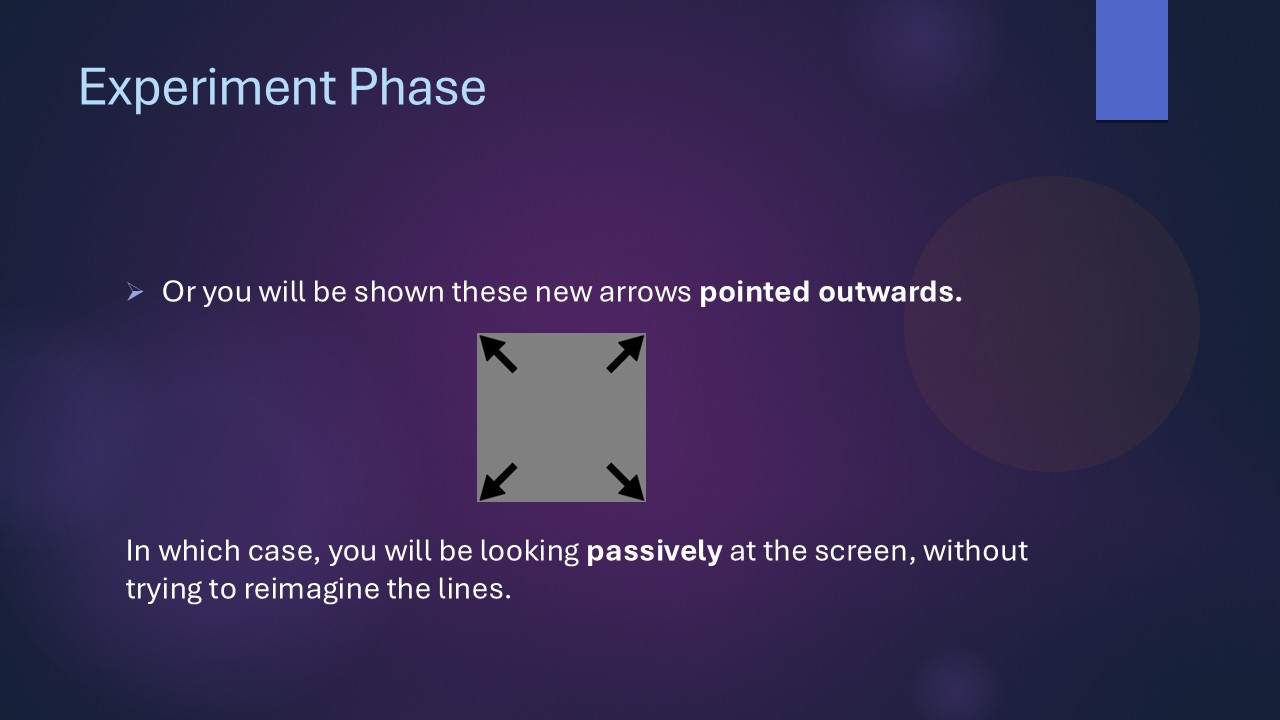 Experiment Phase
Or you will be shown these new arrows pointed outwards.
In which case, you will be looking passively at the screen, without
trying to reimagine the lines.